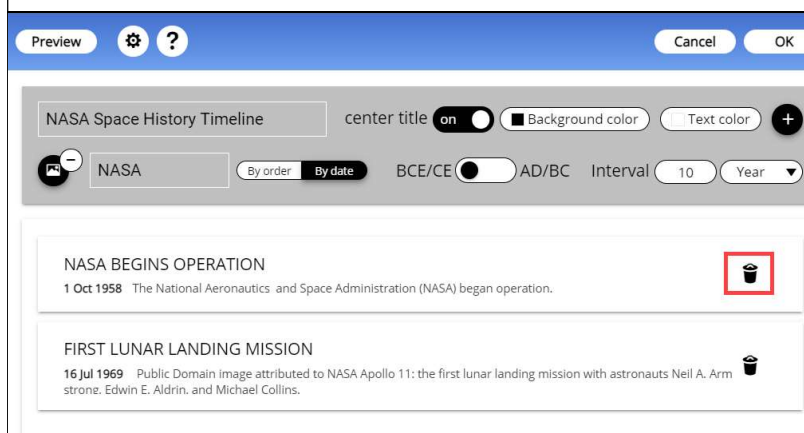 Preview ? Cancel OK
NASA Space History Timeline center title on Background color Text color +
NASA By order By date BCE/CE AD/BC Interval 10 Year
NASA BEGINS OPERATION
1 Oct 1958 The National Aeronautics and Space Administration (NASA) began operation.
FIRST LUNAR LANDING MISSION
16 Jul 1969 Public Domain image attributed to NASA Apollo 11: the first lunar landing mission with astronauts Neil A. Arm
strong, Edwin E. Aldrin, and Michael Collins.